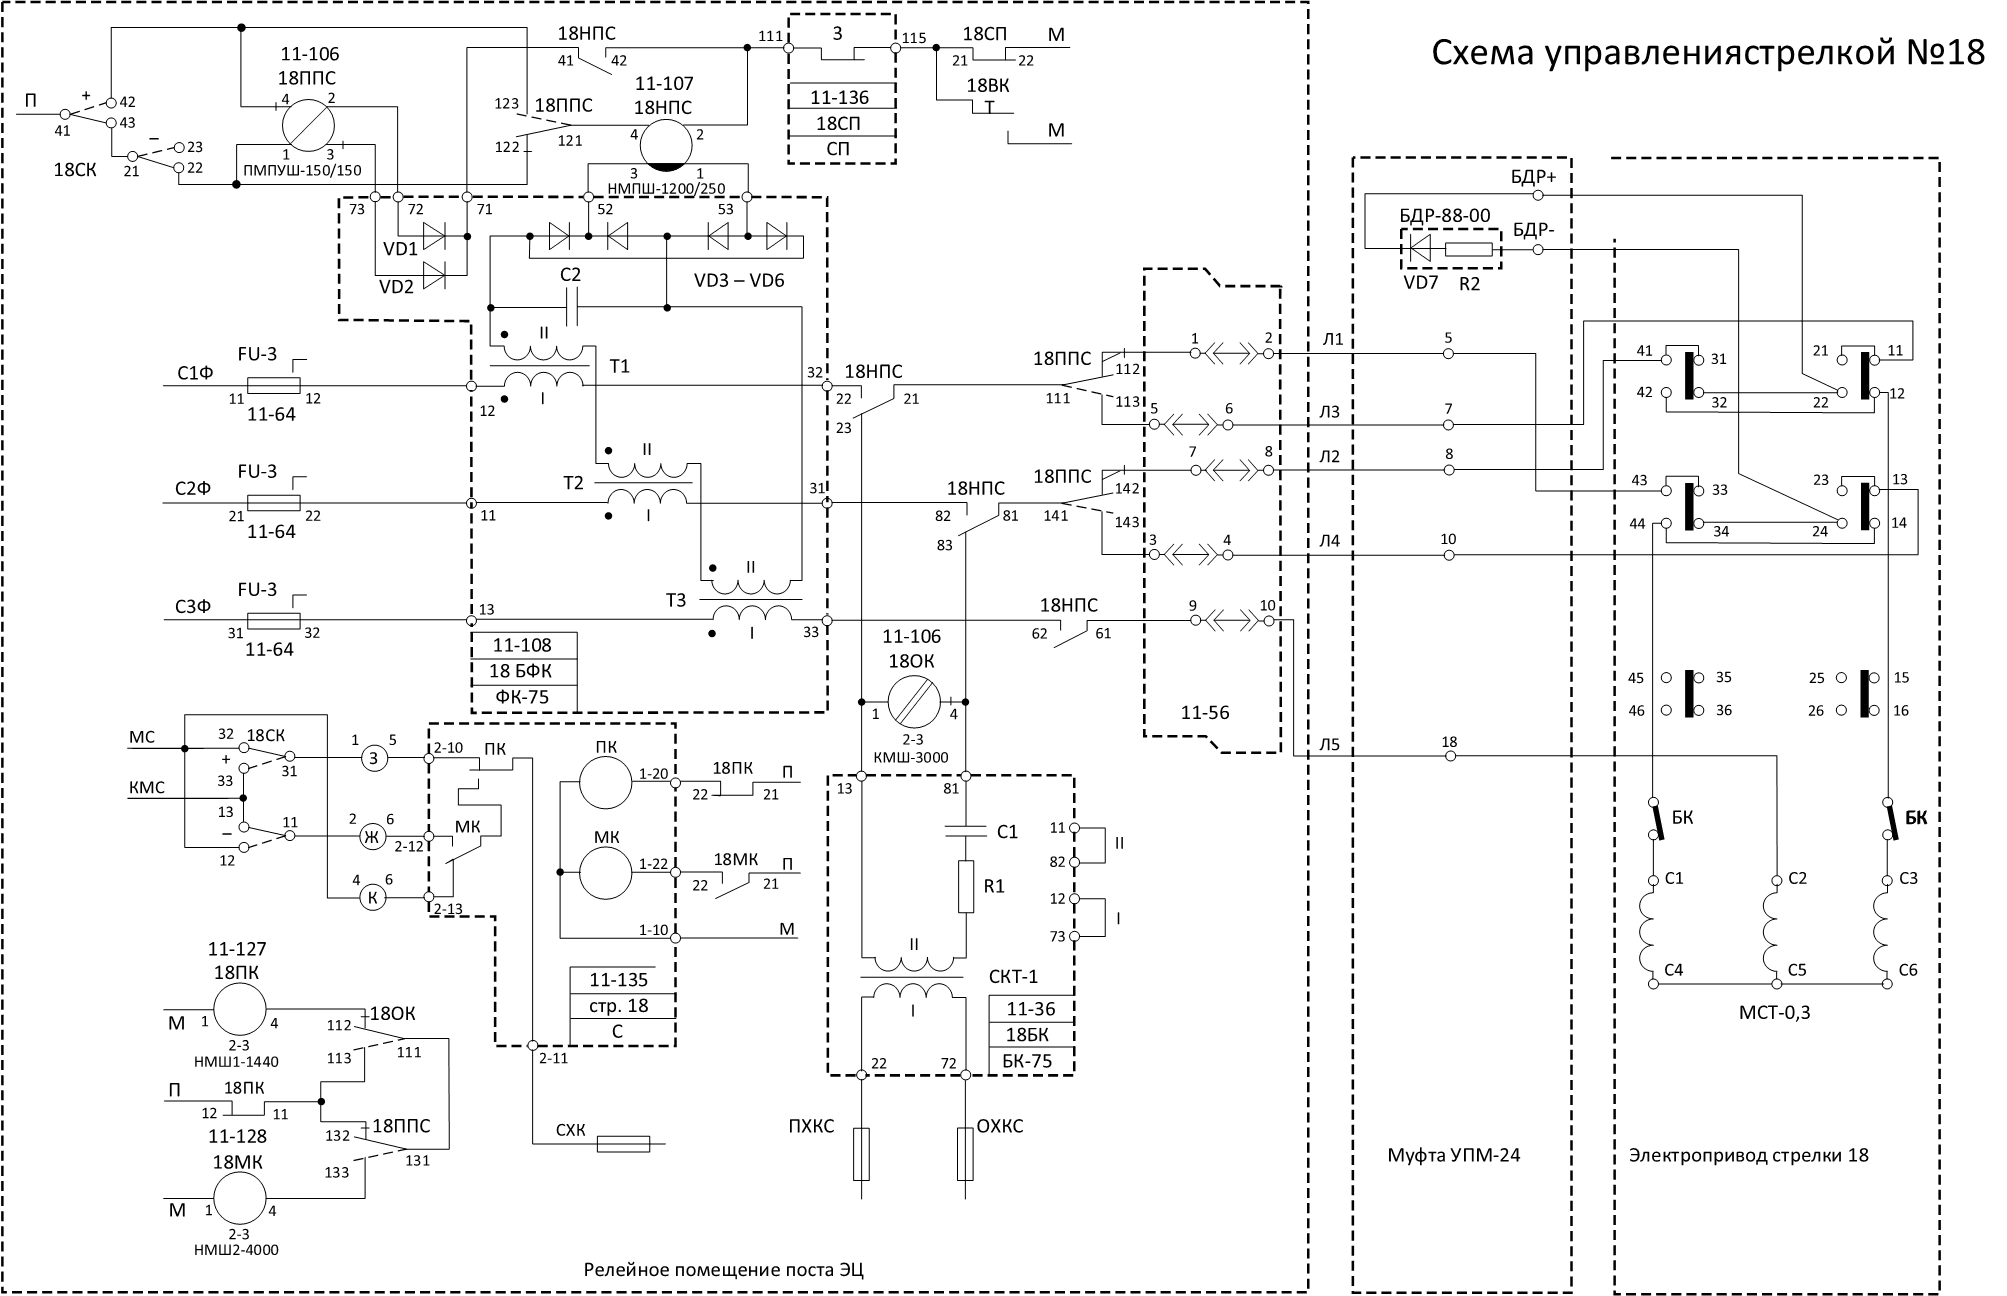 Схема управлениястрелкой №18
П
+
42
43
41
–
23
22
21
18СК
11-106
18ППС
4
2
1
3
ПМПУШ-150/150
18НПС
41
42
11-107
18НПС
4
2
3
1
НМПШ-1200/250
123
18ППС
122
121
111
З
115
11-136
18СП
СП
18СП
21
22
М
18ВК
Т
М
73
72
71
52
53
VD1
VD2
VD3 – VD6
C2
II
Т1
I
II
Т2
I
II
Т3
I
С1Ф
FU-3
11
12
11-64
12
32
С2Ф
FU-3
21
22
11-64
11
31
С3Ф
FU-3
31
32
11-64
13
33
11-108
18 БФК
ФК-75
18НПС
22
21
23
18НПС
82
81
83
18НПС
62
61
18ППС
112
111
113
18ППС
142
141
143
1
2
5
6
7
8
3
4
9
10
11-56
Л1
Л3
Л2
Л4
Л5
5
7
8
10
18
БДР+
БДР-88-00
БДР-
VD7
R2
41
31
42
32
21
11
22
12
43
33
44
34
23
13
24
14
45
35
46
36
25
15
26
16
БК
БК
С1
С2
С3
С4
С5
С6
МСТ-0,3
Муфта УПМ-24
Электропривод стрелки 18
11-106
18ОК
1
4
2-3
КМШ-3000
13
81
C1
R1
11
II
82
12
I
73
II
СКТ-1
I
11-36
18БК
БК-75
22
72
ПХКС
ОХКС
МС
32
18СК
+
33
31
КМС
13
–
11
12
1
5
З
2
6
Ж
4
6
К
2-10
ПК
2-12
МК
2-13
ПК
1-20
МК
1-22
1-10
18ПК
22
21
П
18МК
22
21
П
М
11-135
стр. 18
С
2-11
СХК
11-127
18ПК
М
1
4
2-3
НМШ1-1440
18ОК
112
113
111
П
18ПК
12
11
11-128
18МК
18ППС
132
133
131
М
1
4
2-3
НМШ2-4000
Релейное помещение поста ЭЦ